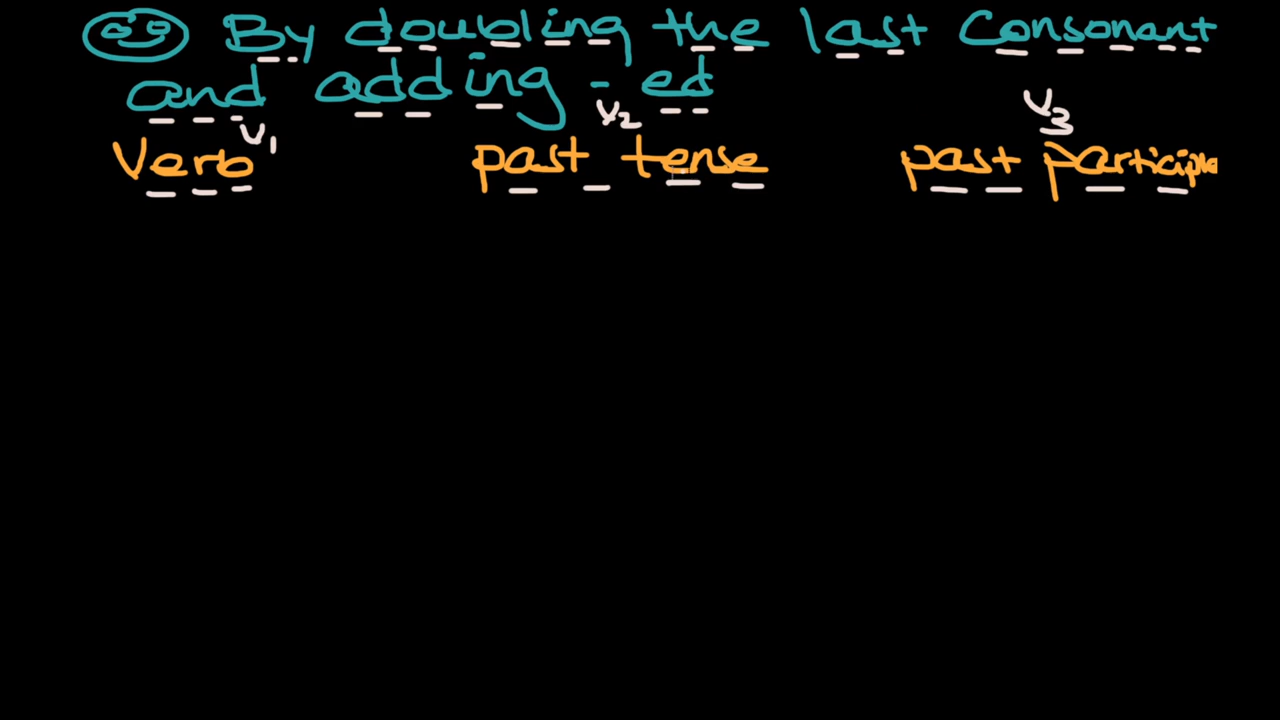 By doubling the last Consonant
and adding - ed
V1 V2 V3
Verb past tense past participle